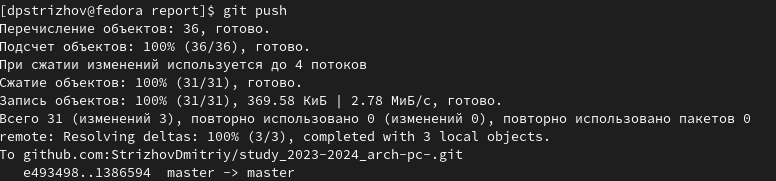 [dpstrizhov@fedora report]$ git push
Перечисление объектов: 36, готово.
Подсчет объектов: 100% (36/36), готово.
При сжатии изменений используется до 4 потоков
Сжатие объектов: 100% (31/31), готово.
Запись объектов: 100% (31/31), 369.58 КиБ | 2.78 МиБ/с, готово.
Всего 31 (изменений 3), повторно использовано 0 (изменений 0), повторно использовано пакетов 0
remote: Resolving deltas: 100% (3/3), completed with 3 local objects.
To github.com:StrizhovDmitriy/study_2023-2024_arch-pc-.git
   e493498..1386594  master -> master